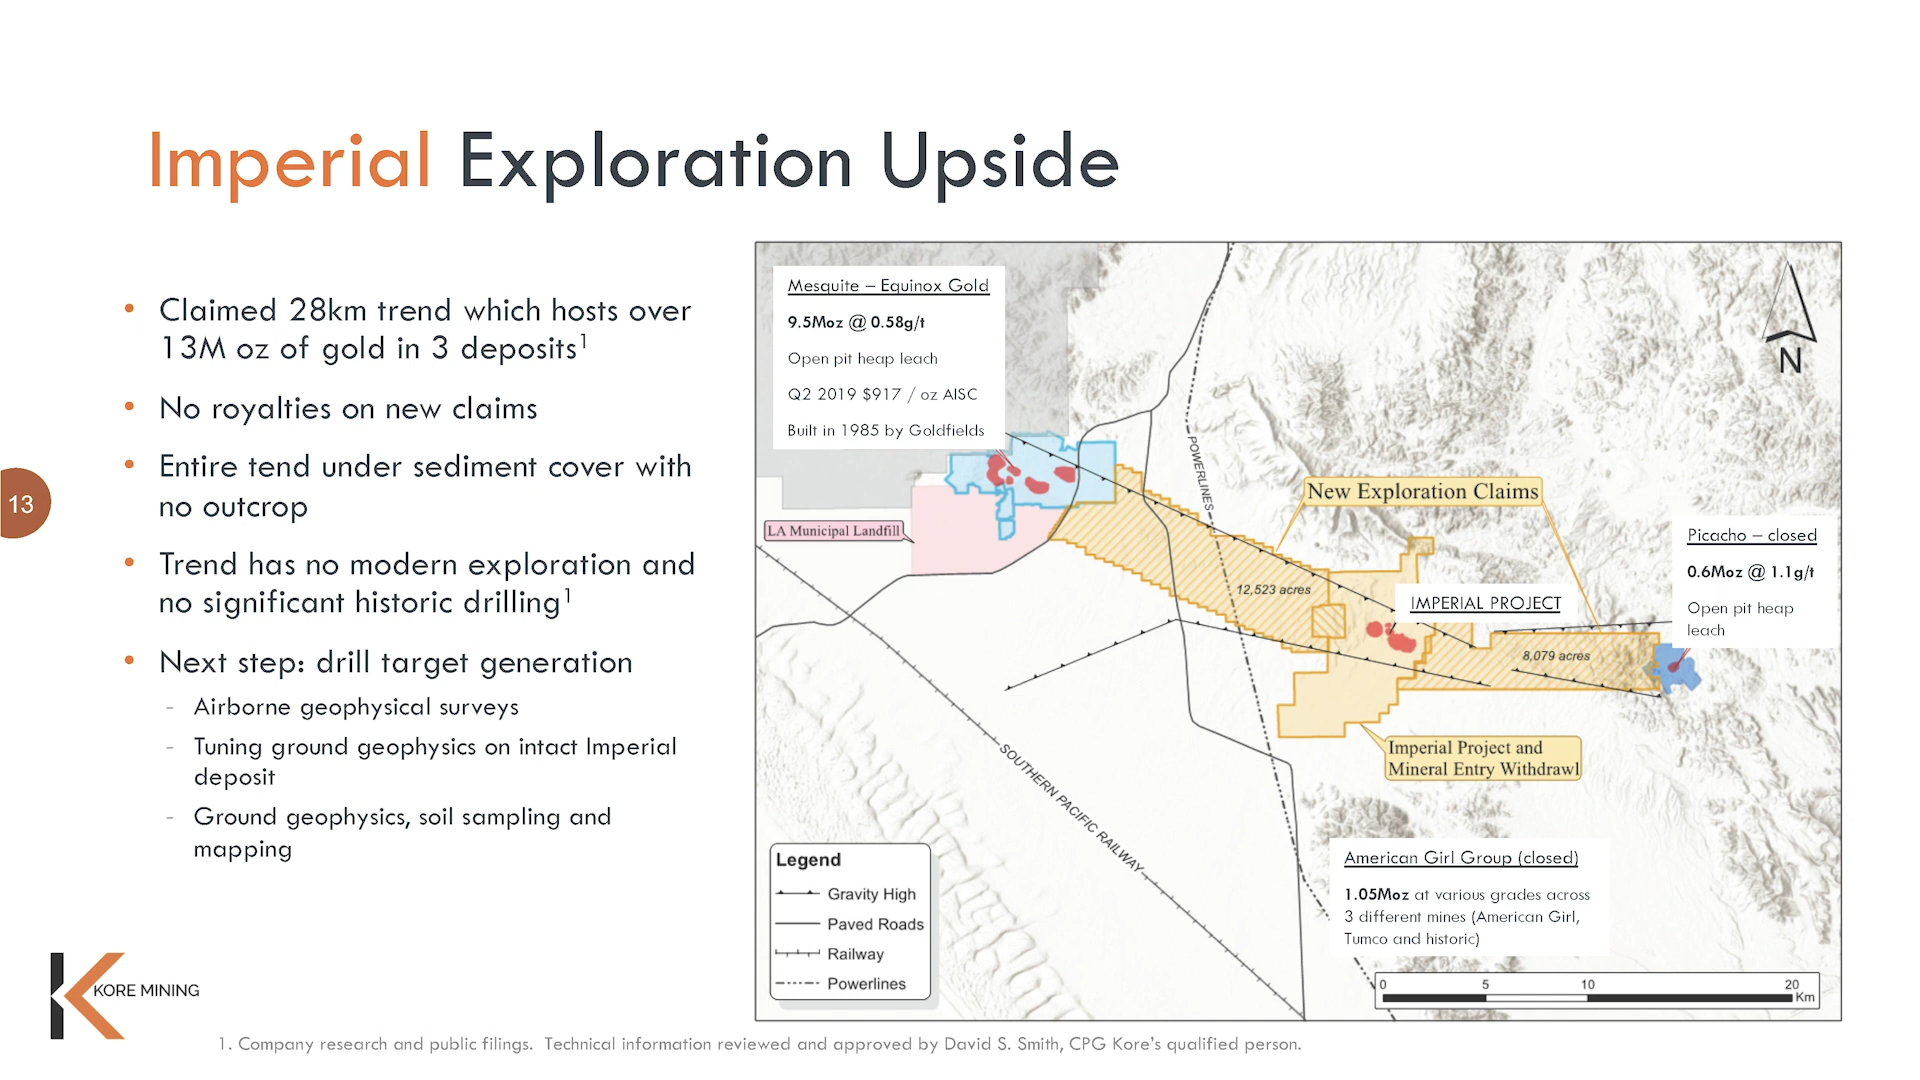 Imperial Exploration Upside
• Claimed 28km trend which hosts over
13M oz of gold in 3 deposits1
• No royalties on new claims
• Entire tend under sediment cover with
no outcrop
• Trend has no modern exploration and
no significant historic drilling1
• Next step: drill target generation
- Airborne geophysical surveys
- Tuning ground geophysics on intact Imperial
deposit
- Ground geophysics, soil sampling and
mapping
13
Mesquite – Equinox Gold
9.5Moz @ 0.58g/t
Open pit heap leach
Q2 2019 $917 / oz AISC
Built in 1985 by Goldfields
N
LA Municipal Landfill
POWERLINES
New Exploration Claims
12,523 acres
IMPERIAL PROJECT
8,079 acres
Picacho – closed
0.6Moz @ 1.1g/t
Open pit heap
leach
Imperial Project and
Mineral Entry Withdrawl
SOUTHERN PACIFIC RAILWAY
American Girl Group (closed)
1.05Moz at various grades across
3 different mines (American Girl,
Tumco and historic)
Legend
Gravity High
Paved Roads
Railway
Powerlines
0 5 10 20
Km
KORE MINING
1. Company research and public filings. Technical information reviewed and approved by David S. Smith, CPG Kore's qualified person.